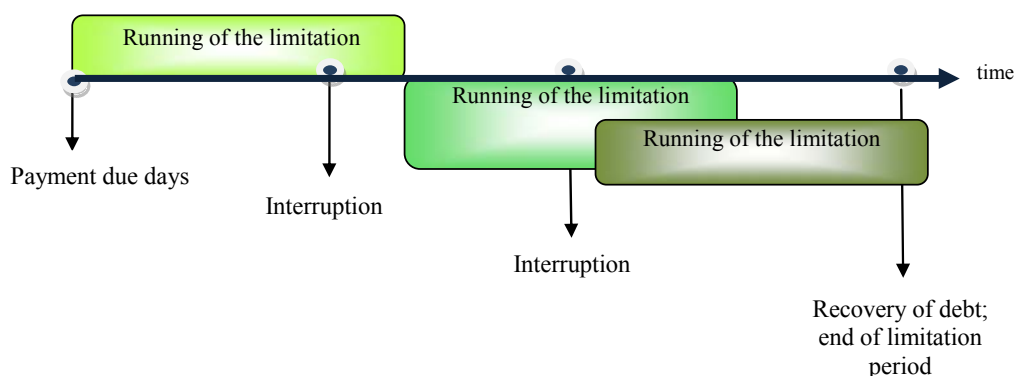 Running of the limitation
time
Running of the limitation
Running of the limitation
Payment due days
Interruption
Interruption
Recovery of debt;
end of limitation
period